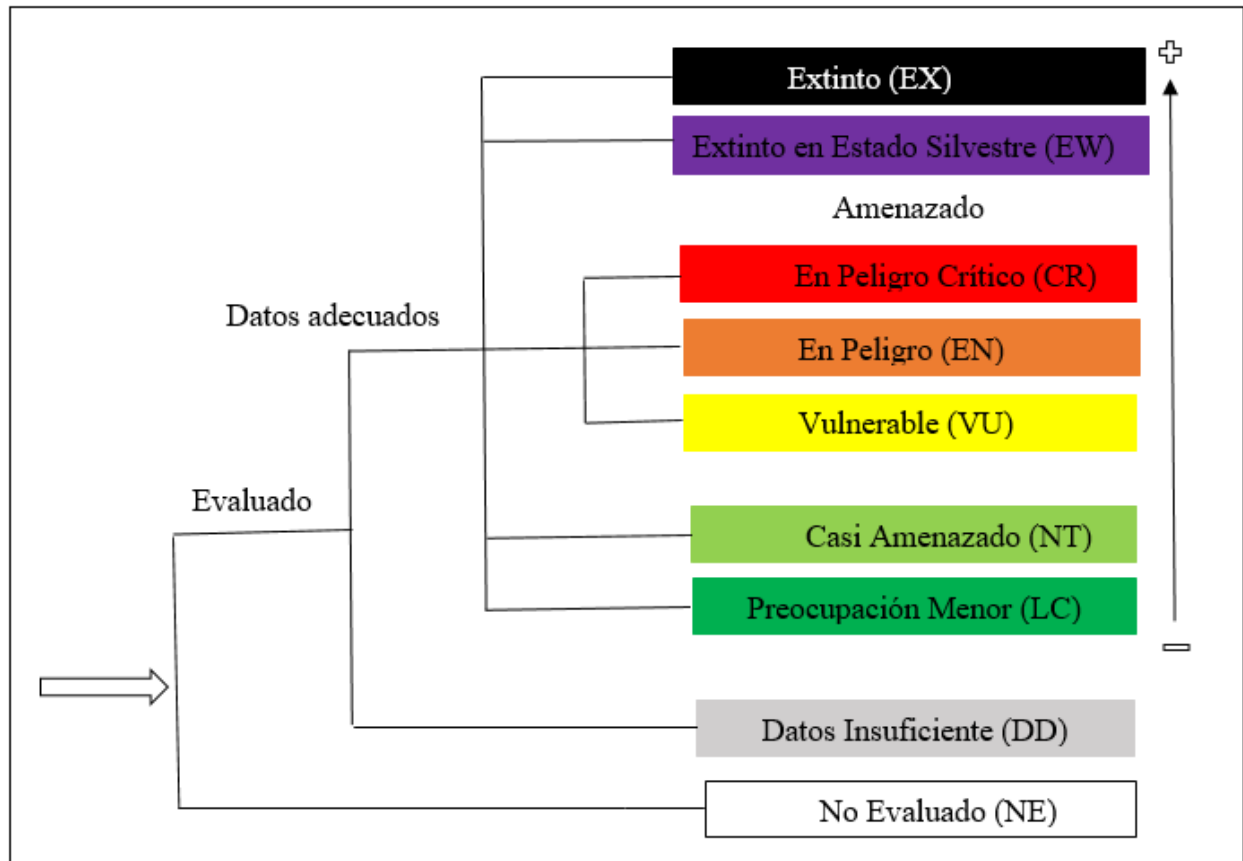 Extinto (EX)
Extinto en Estado Silvestre (EW)
Amenazado
En Peligro Crítico (CR)
Datos adecuados
En Peligro (EN)
Vulnerable (VU)
Evaluado
Casi Amenazado (NT)
Preocupación Menor (LC)
Datos Insuficiente (DD)
No Evaluado (NE)